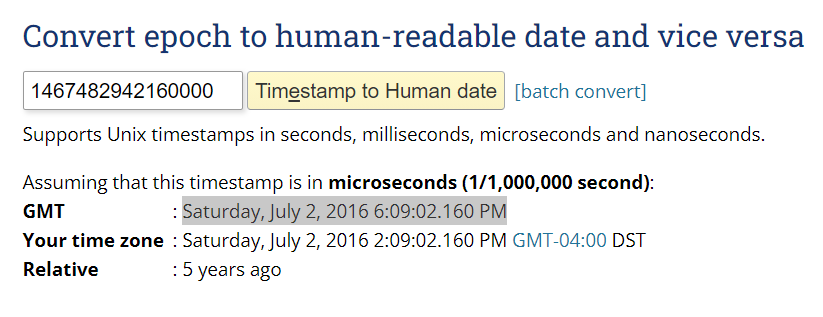 Convert epoch to human-readable date and vice versa
1467482942160000 Timestamp to Human date [batch convert]
Supports Unix timestamps in seconds, milliseconds, microseconds and nanoseconds.
Assuming that this timestamp is in microseconds (1/1,000,000 second):
GMT : Saturday, July 2, 2016 6:09:02.160 PM
Your time zone : Saturday, July 2, 2016 2:09:02.160 PM GMT-04:00 DST
Relative : 5 years ago